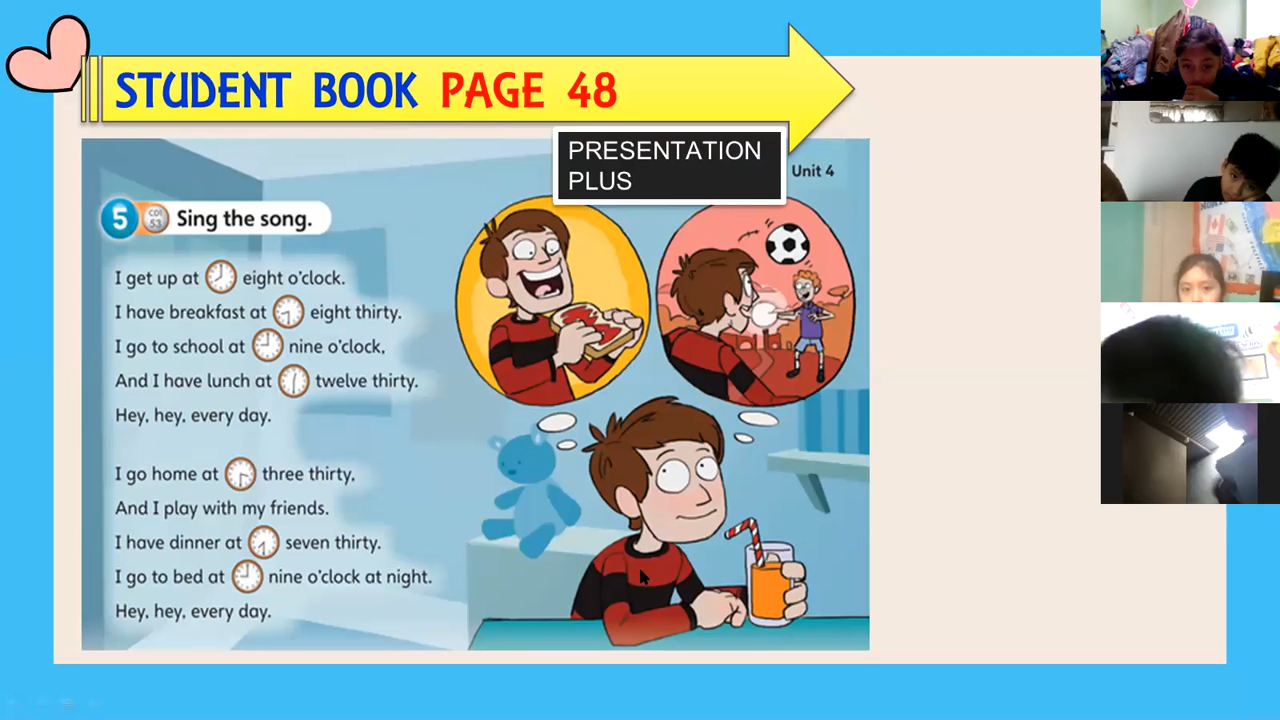 STUDENT BOOK PAGE 48
PRESENTATION
PLUS
Unit 4
5 CD1 53 Sing the song.
I get up at eight o'clock.
I have breakfast at eight thirty.
I go to school at nine o'clock,
And I have lunch at twelve thirty.
Hey, hey, every day.
I go home at three thirty,
And I play with my friends.
I have dinner at seven thirty.
I go to bed at nine o'clock at night.
Hey, hey, every day.